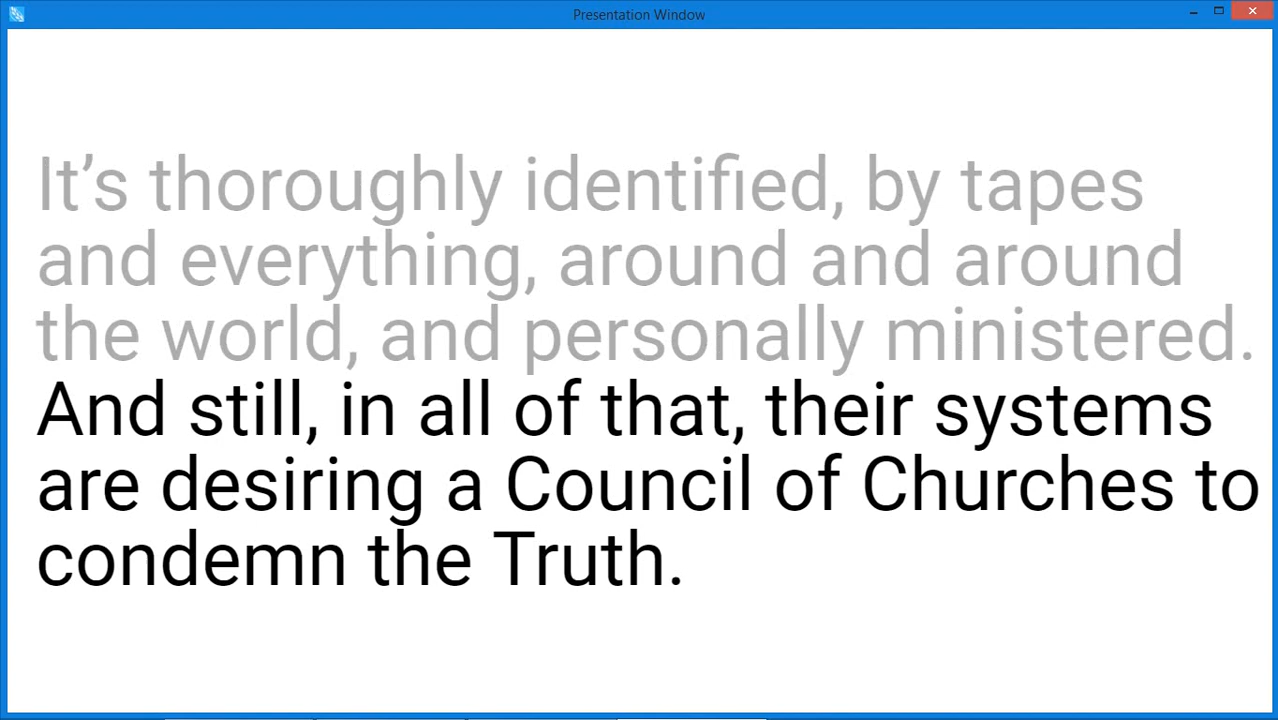 Presentation Window
It’s thoroughly identified, by tapes
and everything, around and around
the world, and personally ministered.
And still, in all of that, their systems
are desiring a Council of Churches to
condemn the Truth.